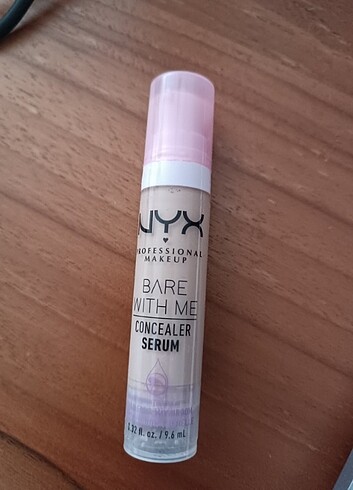 NYX
PROFESSIONAL
MAKEUP
BARE
WITH ME
CONCEALER
SERUM
0.32 fl. oz. / 9.6 mL